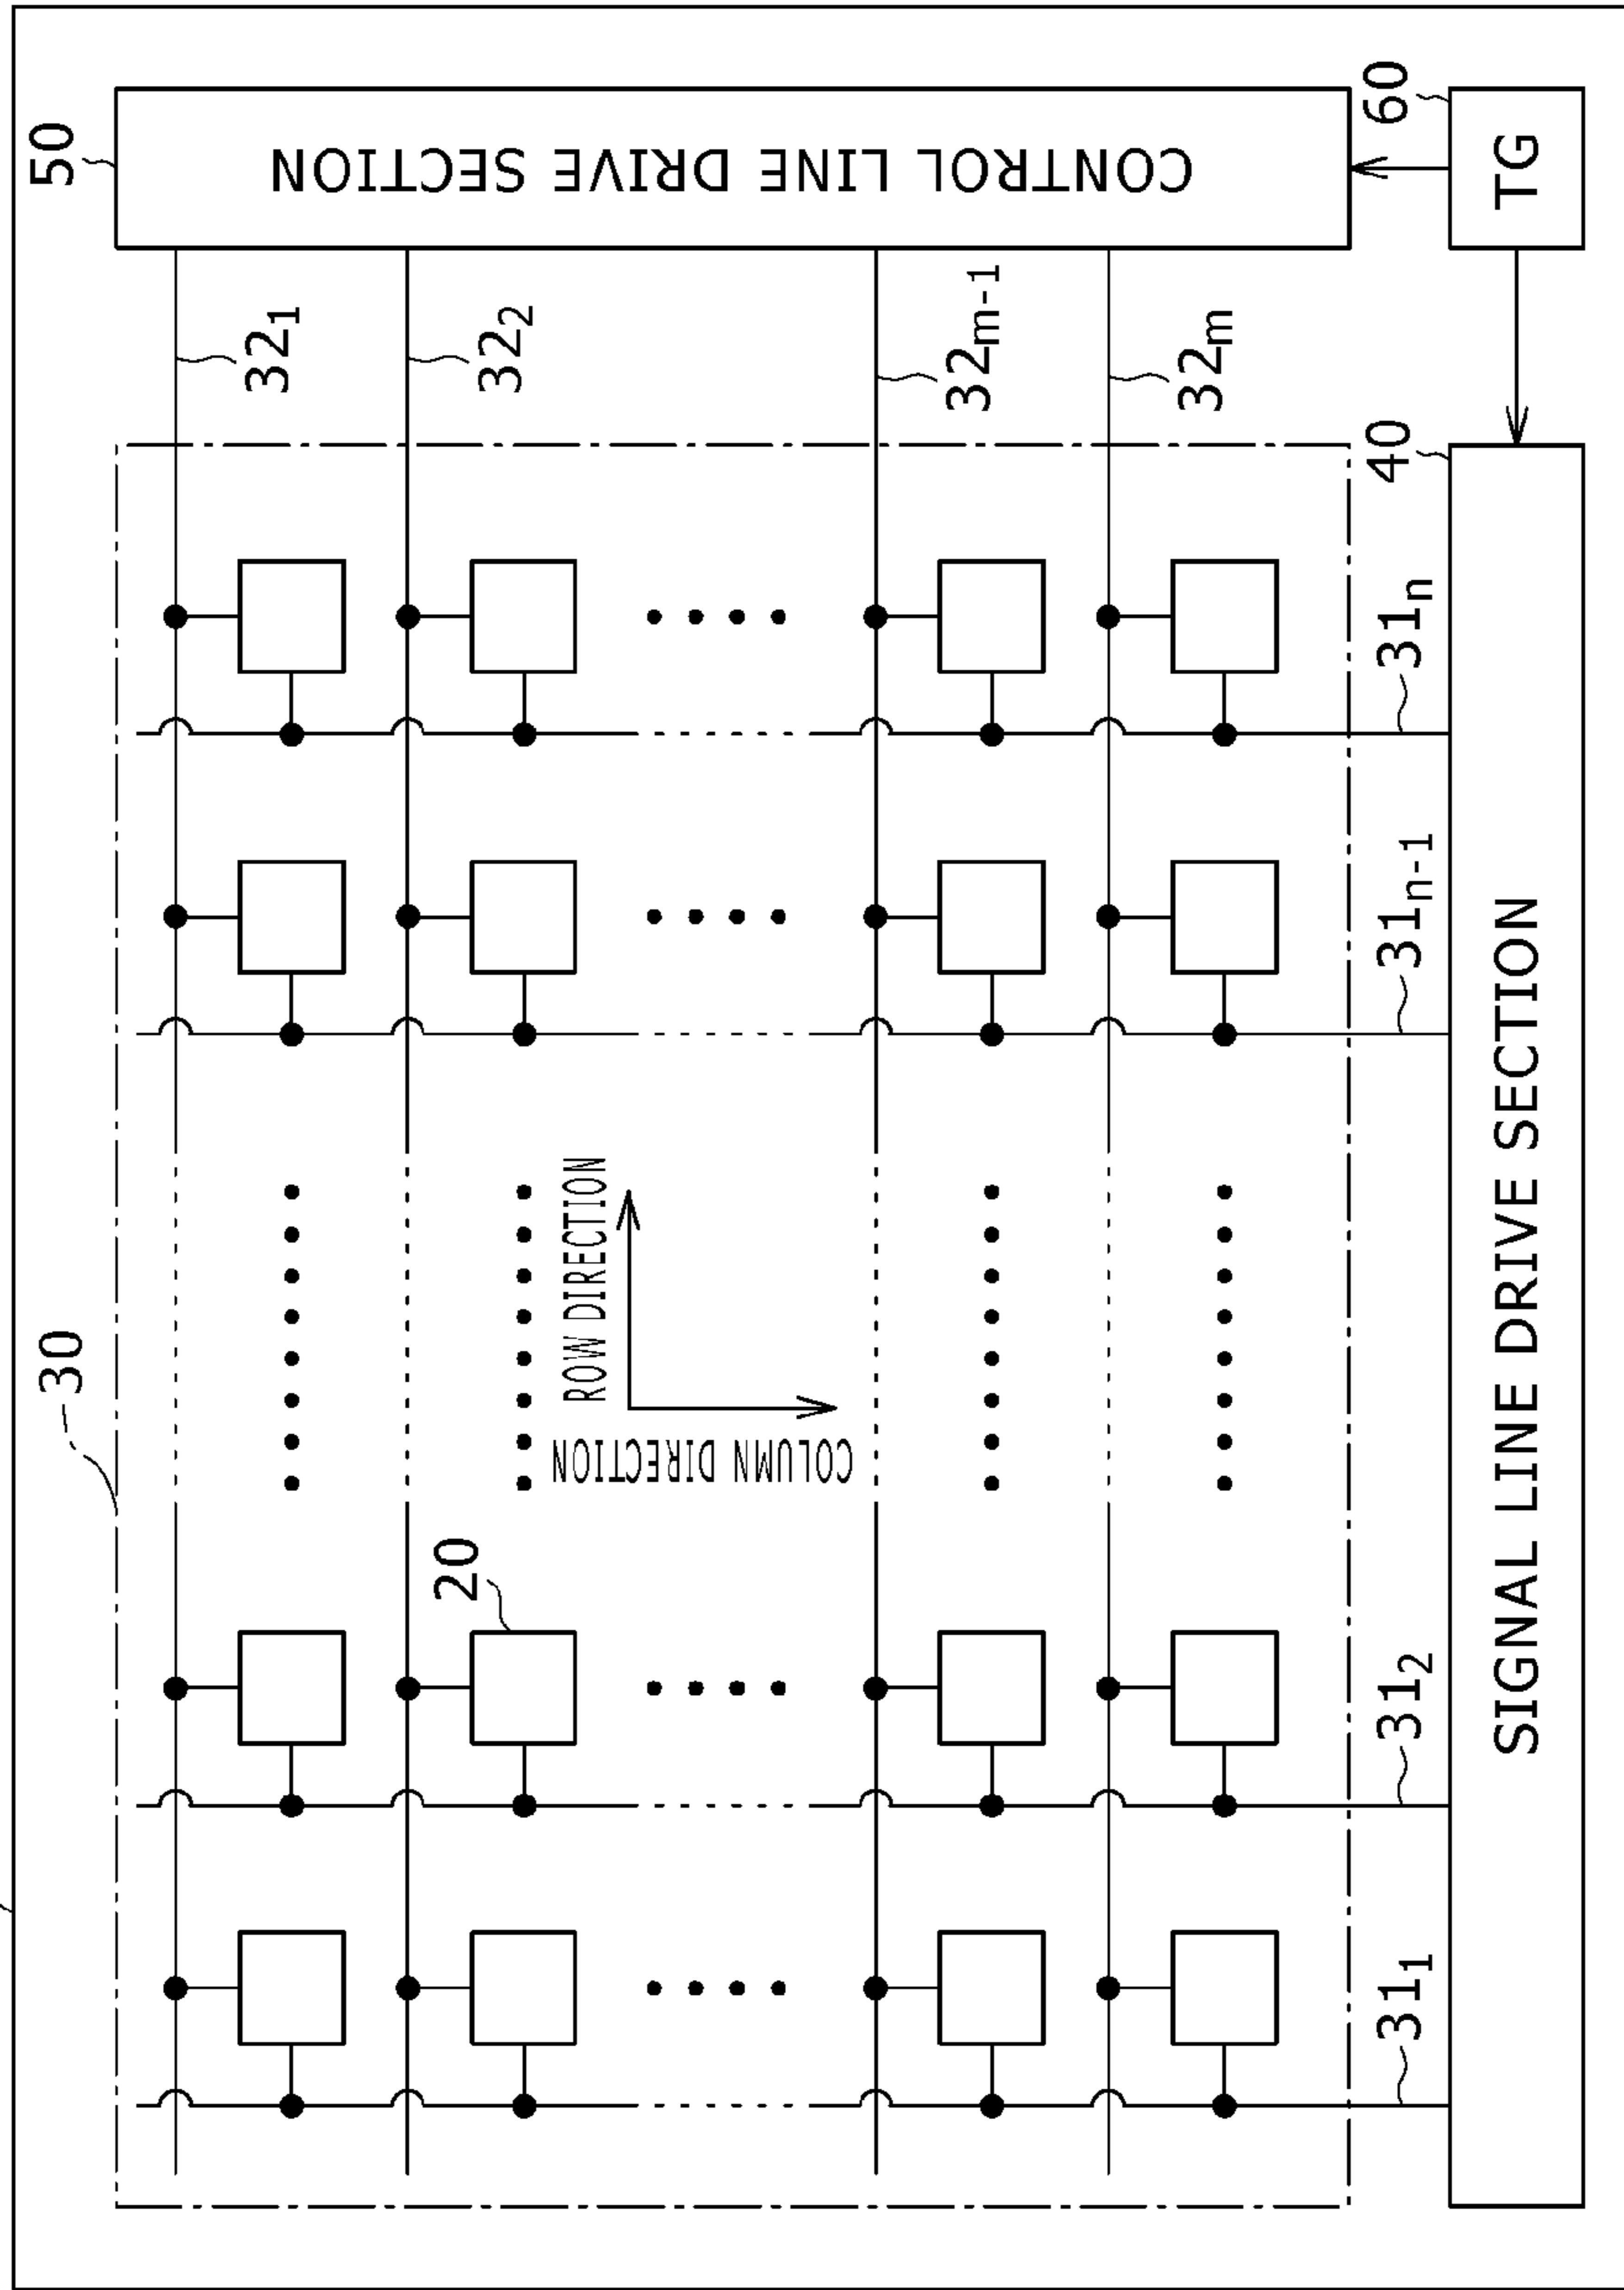 50
CONTROL LINE DRIVE SECTION
60
TG
32₁
32₂
32ₘ₋₁
32ₘ
30
20
ROW DIRECTION
COLUMN DIRECTION
40
31₁
31₂
31ₙ₋₁
31ₙ
SIGNAL LINE DRIVE SECTION